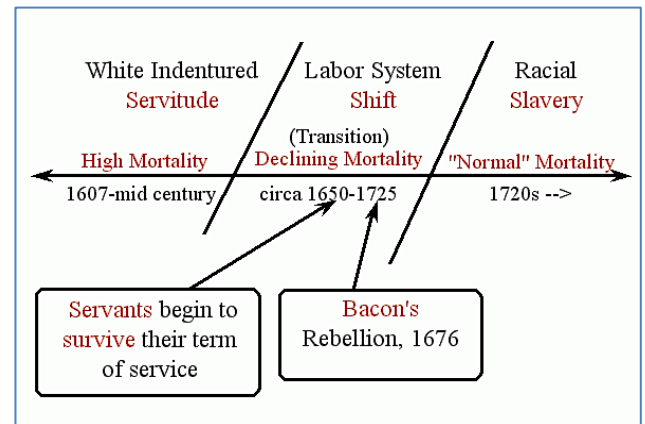 White Indentured
Servitude
Labor System
Shift
Racial
Slavery
(Transition)
High Mortality
Declining Mortality
"Normal" Mortality
1607-mid century
circa 1650-1725
1720s -->
Servants begin to
survive their term
of service
Bacon's
Rebellion, 1676